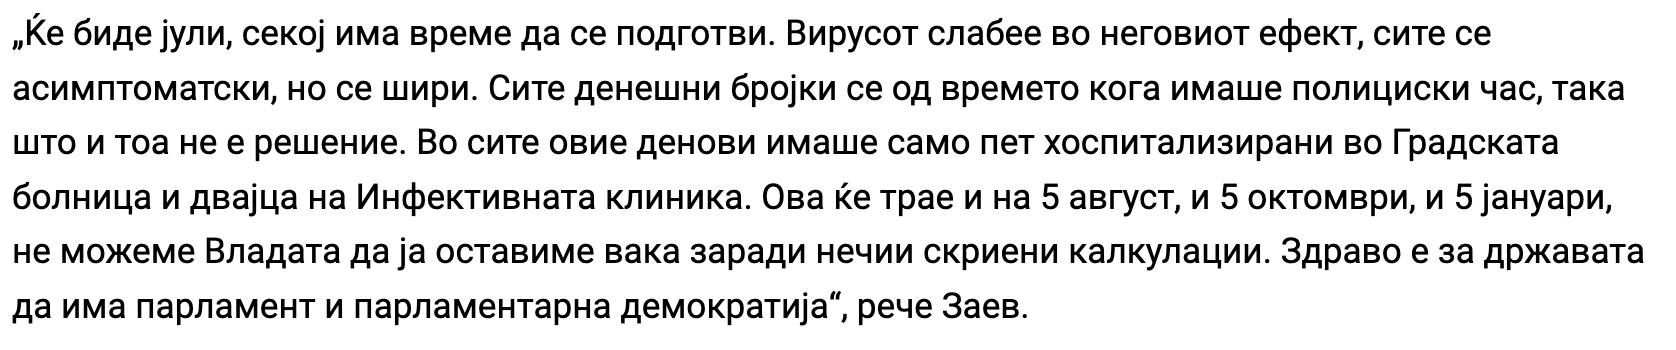 „Ќе биде јули, секој има време да се подготви. Вирусот слабее во неговиот ефект, сите се
асимптоматски, но се шири. Сите денешни бројки се од времето кога имаше полициски час, така
што и тоа не е решение. Во сите овие денови имаше само пет хоспитализирани во Градската
болница и двајца на Инфективната клиника. Ова ќе трае и на 5 август, и 5 октомври, и 5 јануари,
не можеме Владата да ја оставиме вака заради нечии скриени калкулации. Здраво е за државата
да има парламент и парламентарна демократија“, рече Заев.